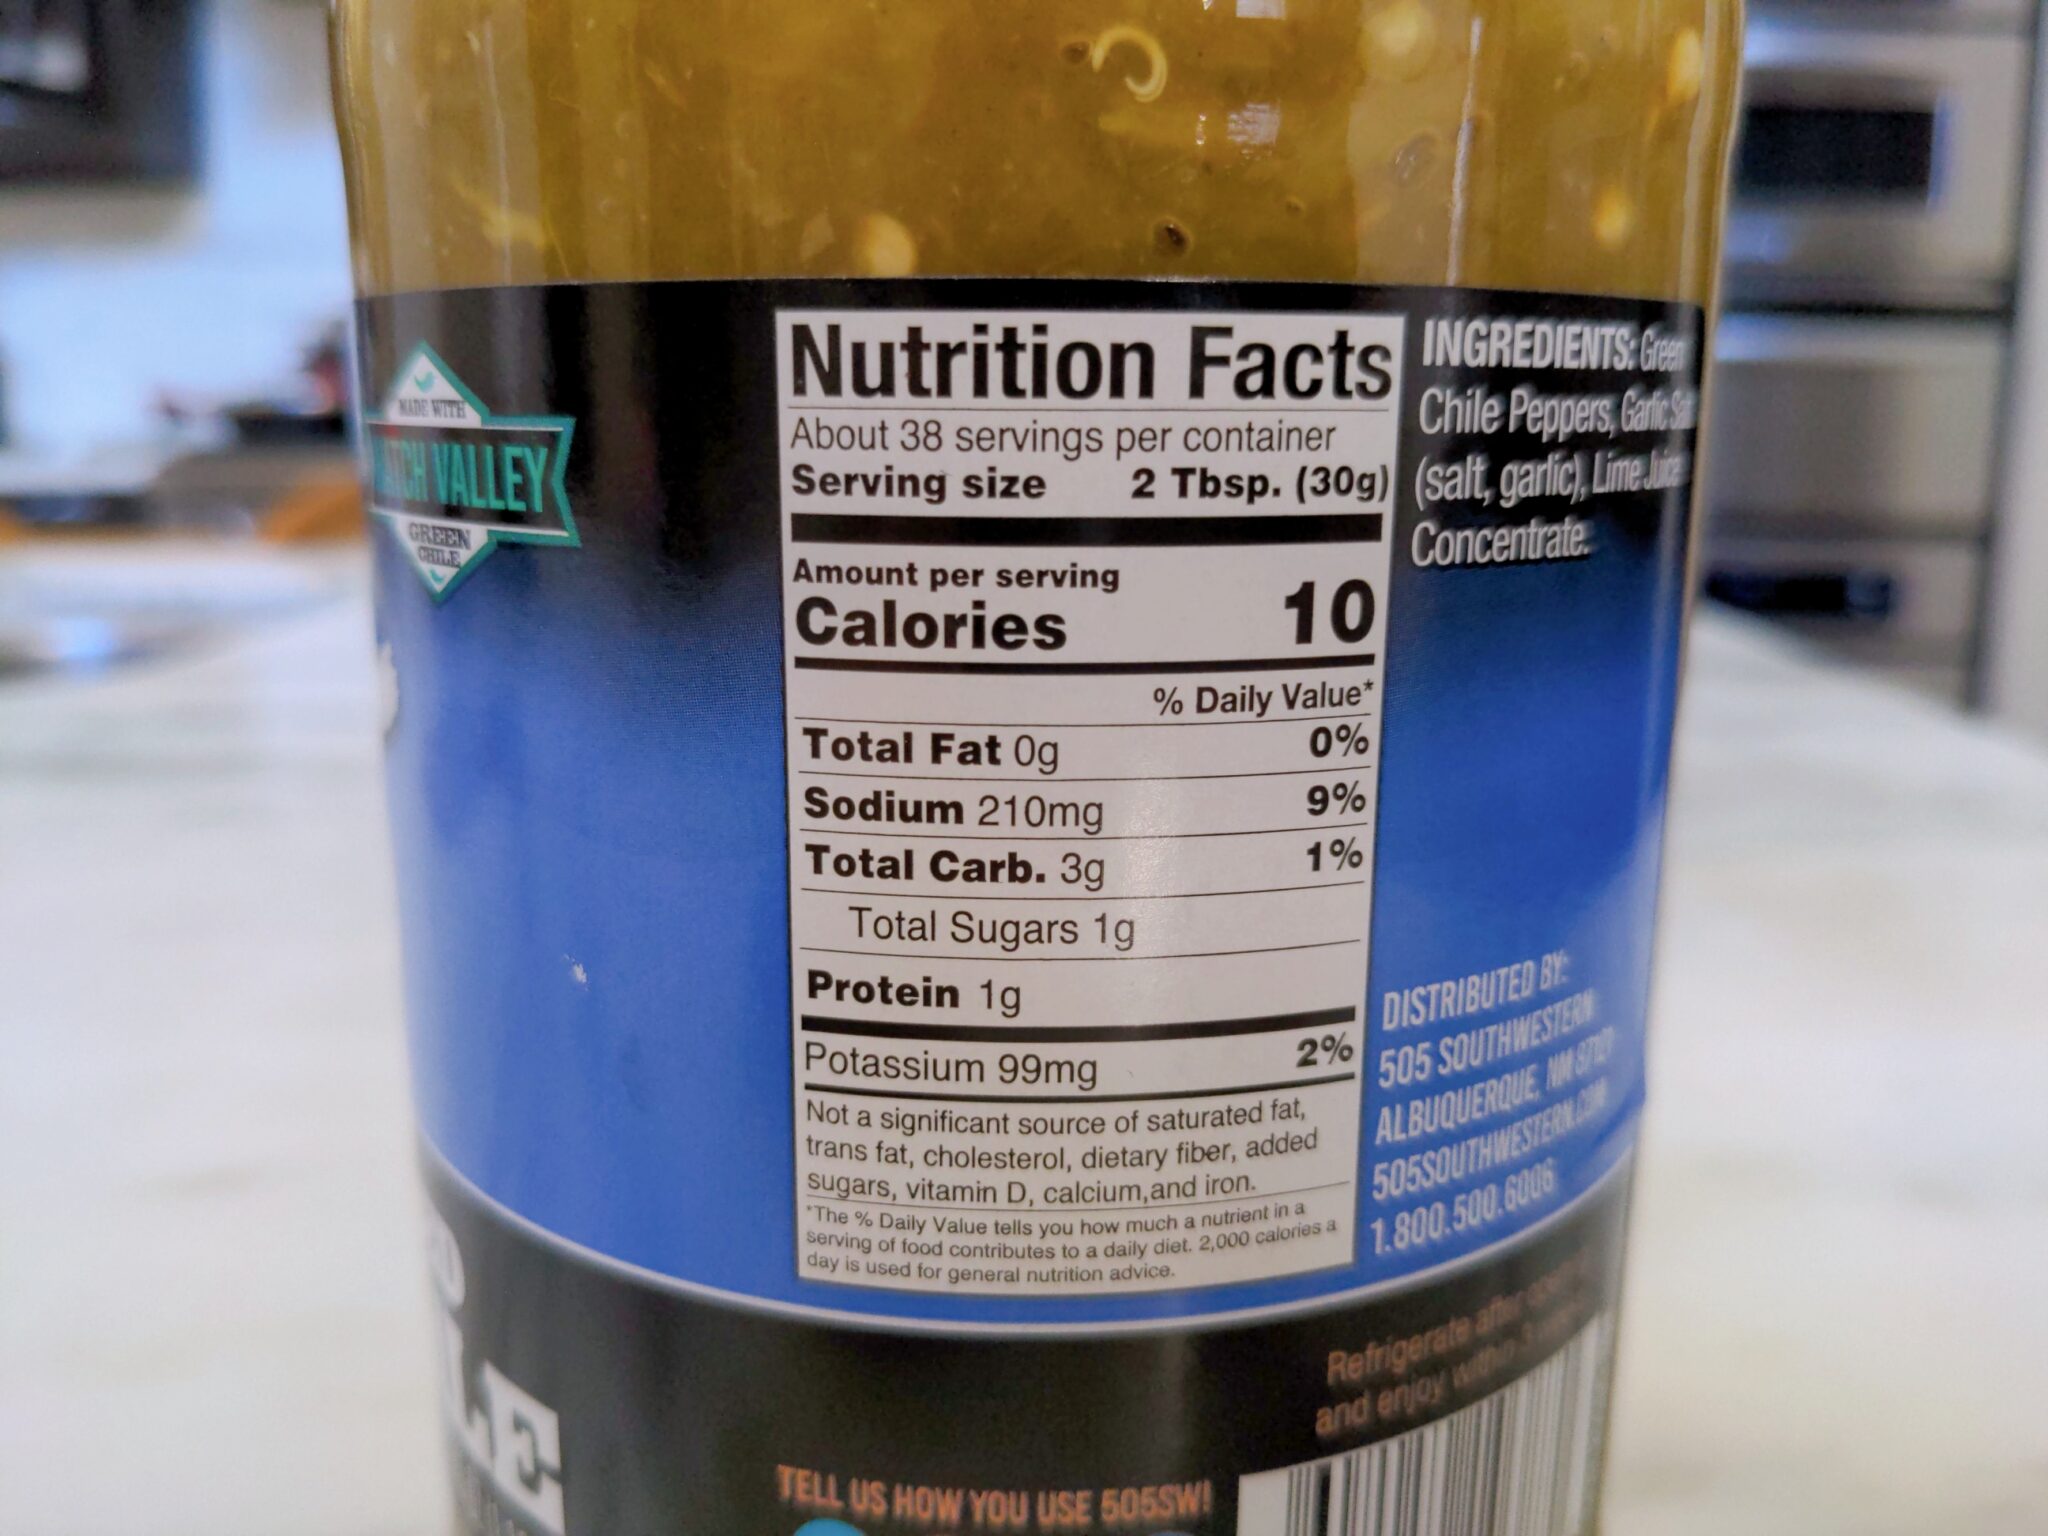 MADE WITH
TCH VALLEY
GREEN
CHILE
Nutrition Facts
About 38 servings per container
Serving size 2 Tbsp. (30g)
Amount per serving
Calories 10
% Daily Value*
Total Fat 0g 0%
Sodium 210mg 9%
Total Carb. 3g 1%
Total Sugars 1g
Protein 1g
Potassium 99mg 2%
Not a significant source of saturated fat,
trans fat, cholesterol, dietary fiber, added
sugars, vitamin D, calcium,and iron.
*The % Daily Value tells you how much a nutrient in a
serving of food contributes to a daily diet. 2,000 calories a
day is used for general nutrition advice.
INGREDIENTS: Green
Chile Peppers, Garlic Salt
(salt, garlic), Lime Juice
Concentrate.
DISTRIBUTED BY:
505 SOUTHWESTERN
ALBUQUERQUE, NM
505SOUTHWESTERN.COM
1.800.500.6006
Refrigerate after
and enjoy within
LE
TELL US HOW YOU USE 505SW!